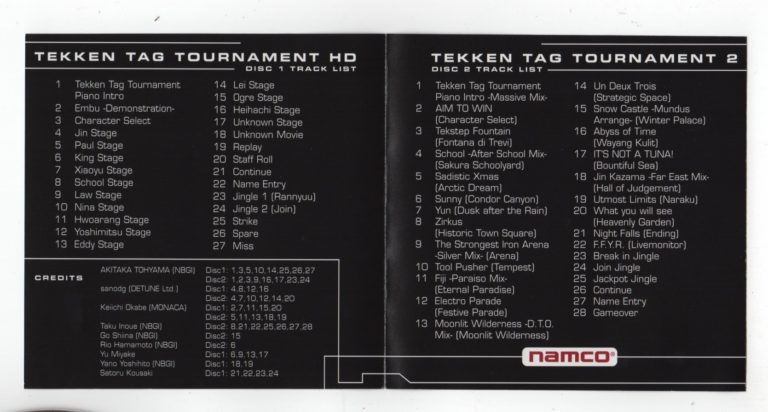 TEKKEN TAG TOURNAMENT HD
DISC 1 TRACK LIST
1 Tekken Tag Tournament
Piano Intro
2 Embu -Demonstration-
3 Character Select
4 Jin Stage
5 Paul Stage
6 King Stage
7 Xiaoyu Stage
8 School Stage
9 Law Stage
10 Nina Stage
11 Hwoarang Stage
12 Yoshimitsu Stage
13 Eddy Stage
14 Lei Stage
15 Ogre Stage
16 Heihachi Stage
17 Unknown Stage
18 Unknown Movie
19 Replay
20 Staff Roll
21 Continue
22 Name Entry
23 Jingle 1 (Rannyuu)
24 Jingle 2 (Join)
25 Strike
26 Spare
27 Miss
CREDITS
AKITAKA TOHYAMA (NBGI) Disc1: 1,3,5,10,14,25,26,27
Disc2: 1,2,3,9,16,17,23,24
sanodg (DETUNE Ltd.) Disc1: 4,8,12,16
Disc2: 4,7,10,12,14,20
Keiichi Okabe (MONACA) Disc1: 2,7,11,15,20
Disc2: 5,11,13,18,19
Taku Inoue (NBGI) Disc2: 8,21,22,25,26,27,28
Go Shiina (NBGI) Disc2: 15
Rio Hamamoto (NBGI) Disc2: 6
Yu Miyake Disc1: 6,9,13,17
Yano Yoshihito (NBGI) Disc1: 18,19
Satoru Kousaki Disc1: 21,22,23,24
TEKKEN TAG TOURNAMENT 2
DISC 2 TRACK LIST
1 Tekken Tag Tournament
Piano Intro -Massive Mix-
2 AIM TO WIN
(Character Select)
3 Tekstep Fountain
(Fontana di Trevi)
4 School -After School Mix-
(Sakura Schoolyard)
5 Sadistic Xmas
(Arctic Dream)
6 Sunny (Condor Canyon)
7 Yun (Dusk after the Rain)
8 Zirkus
(Historic Town Square)
9 The Strongest Iron Arena
-Silver Mix- (Arena)
10 Tool Pusher (Tempest)
11 Fiji -Paraiso Mix-
(Eternal Paradise)
12 Electro Parade
(Festive Parade)
13 Moonlit Wilderness -D.T.O.
Mix- (Moonlit Wilderness)
14 Un Deux Trois
(Strategic Space)
15 Snow Castle -Mundus
Arrange- (Winter Palace)
16 Abyss of Time
(Wayang Kulit)
17 IT'S NOT A TUNA!
(Bountiful Sea)
18 Jin Kazama -Far East Mix-
(Hall of Judgement)
19 Utmost Limits (Naraku)
20 What you will see
(Heavenly Garden)
21 Night Falls (Ending)
22 F.F.Y.R. (Livemonitor)
23 Break in Jingle
24 Join Jingle
25 Jackpot Jingle
26 Continue
27 Name Entry
28 Gameover
namco®